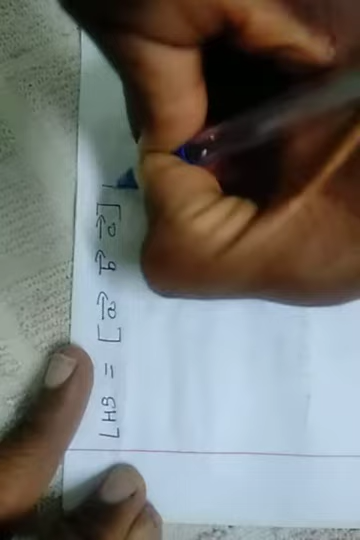 LHS = [a⃗ b⃗ a⃗]